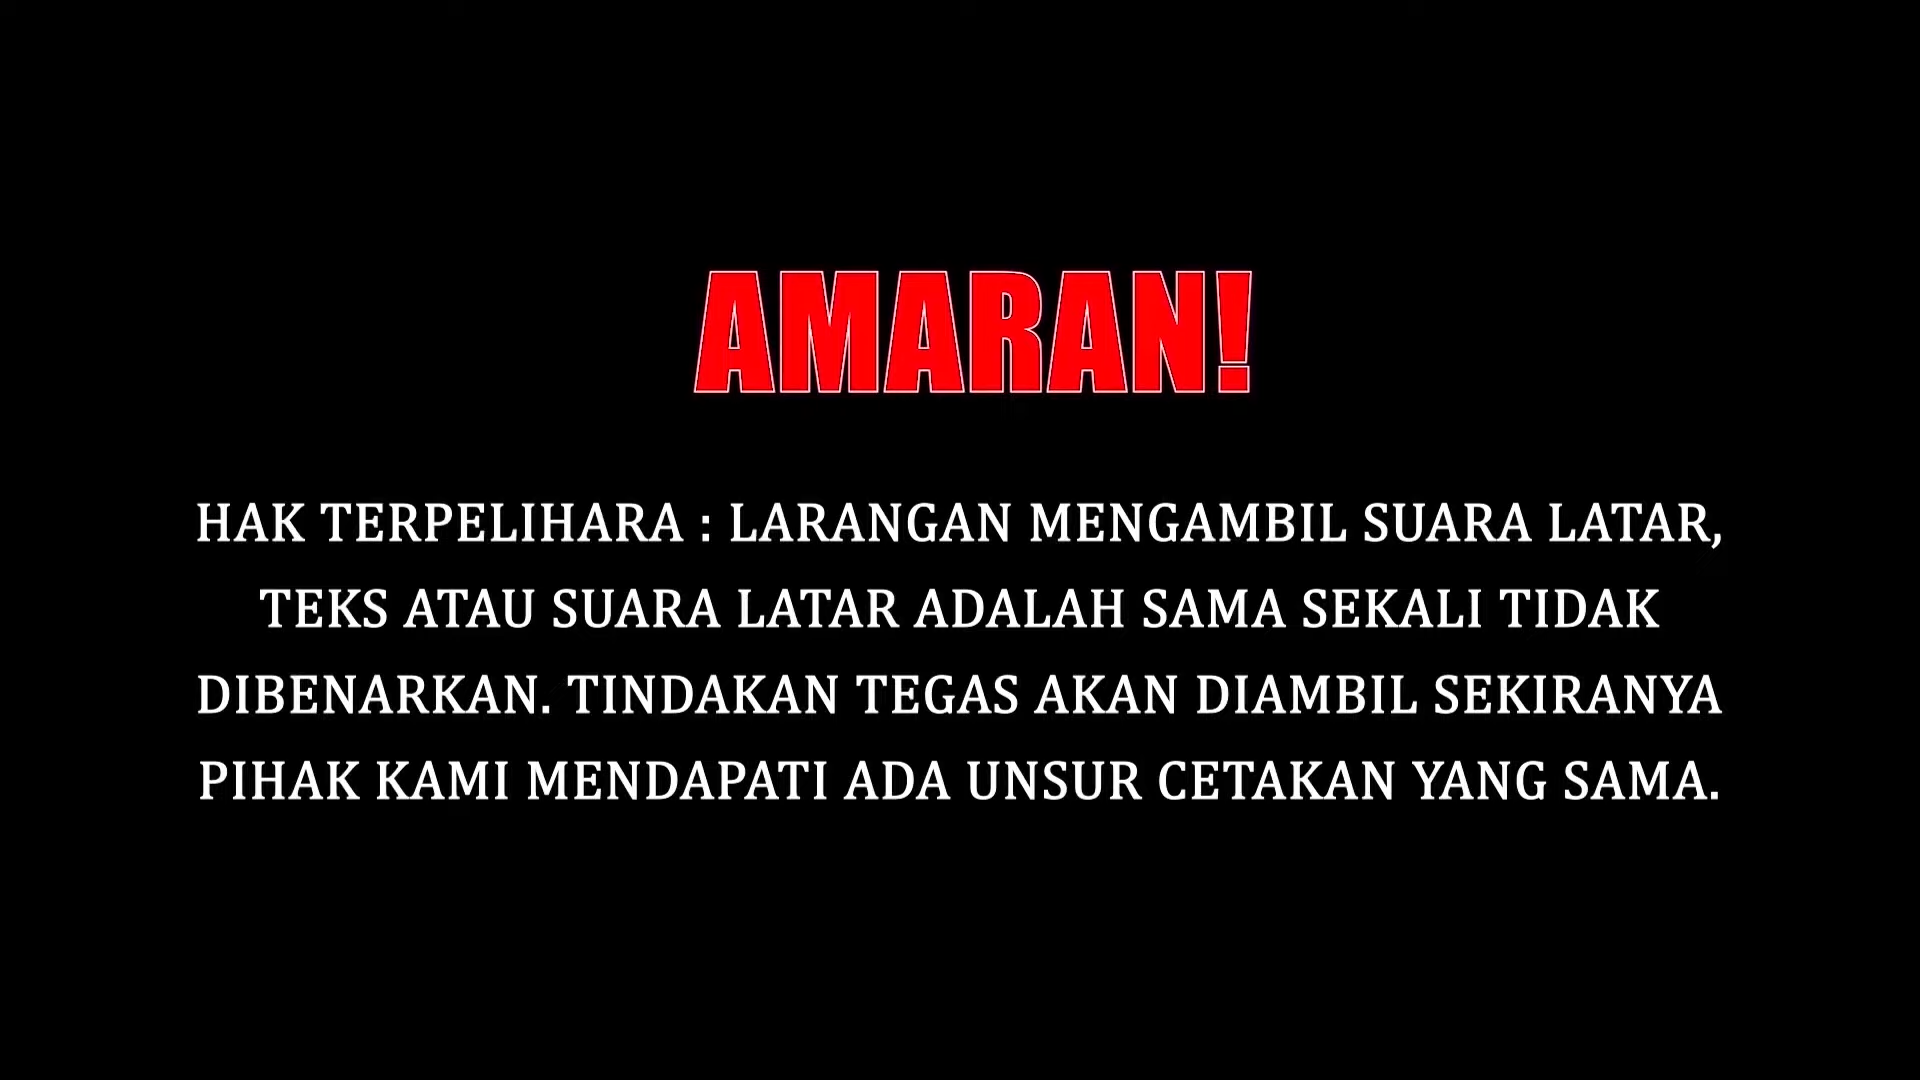 AMARAN!
HAK TERPELIHARA : LARANGAN MENGAMBIL SUARA LATAR,
TEKS ATAU SUARA LATAR ADALAH SAMA SEKALI TIDAK
DIBENARKAN. TINDAKAN TEGAS AKAN DIAMBIL SEKIRANYA
PIHAK KAMI MENDAPATI ADA UNSUR CETAKAN YANG SAMA.